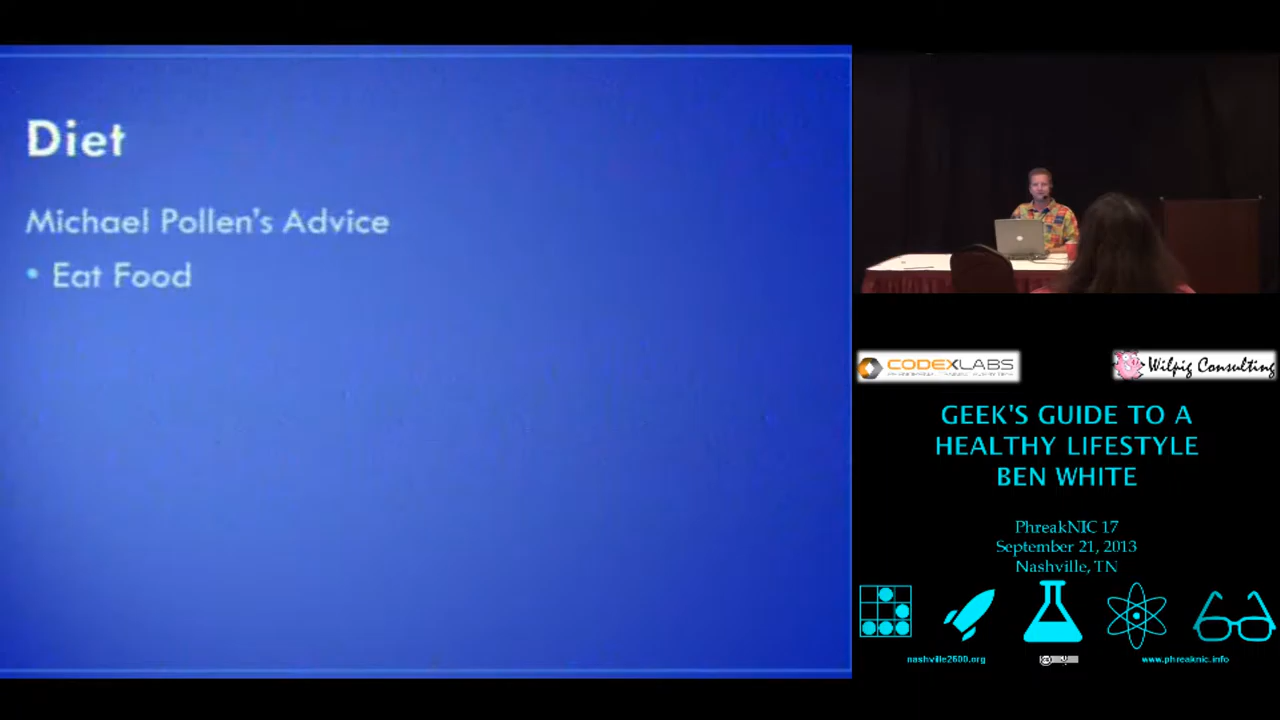 Diet
Michael Pollen's Advice
• Eat Food
CODEXLABS
Wilpig Consulting
GEEK'S GUIDE TO A
HEALTHY LIFESTYLE
BEN WHITE
PhreakNIC 17
September 21, 2013
Nashville, TN
nashville2600.org
www.phreaknic.info